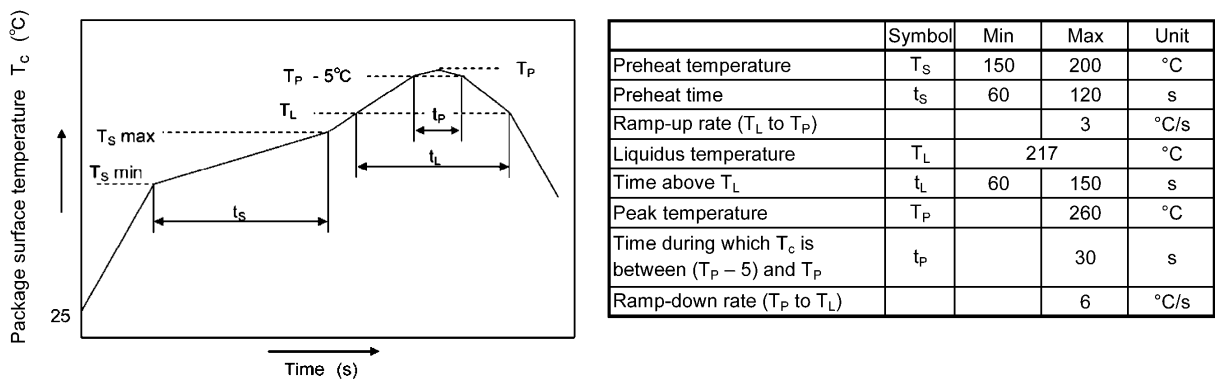 Package surface temperature T_C (°C)
T_P - 5°C
T_P
T_L
t_P
T_S max
t_L
T_S min
t_S
25
Time (s)
Symbol Min Max Unit
Preheat temperature T_S 150 200 °C
Preheat time t_S 60 120 s
Ramp-up rate (T_L to T_P) 3 °C/s
Liquidus temperature T_L 217 °C
Time above T_L t_L 60 150 s
Peak temperature T_P 260 °C
Time during which T_c is
between (T_P – 5) and T_P t_P 30 s
Ramp-down rate (T_P to T_L) 6 °C/s